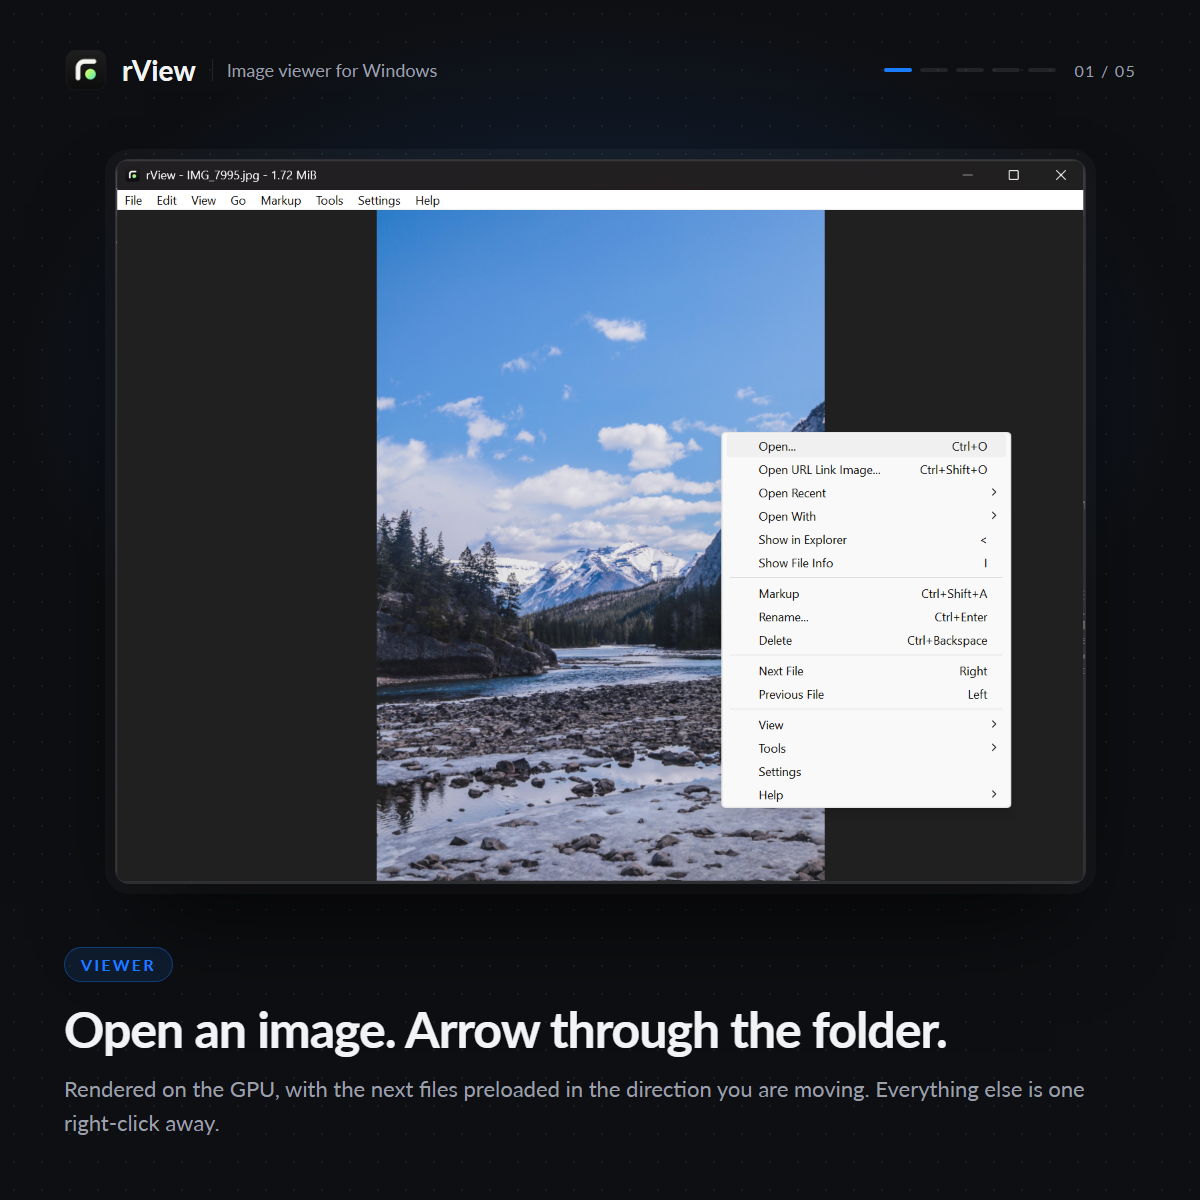 rView
Image viewer for Windows
01 / 05
rView - IMG_7995.jpg - 1.72 MiB
File Edit View Go Markup Tools Settings Help
Open... Ctrl+O
Open URL Link Image... Ctrl+Shift+O
Open Recent
Open With
Show in Explorer <
Show File Info I
Markup Ctrl+Shift+A
Rename... Ctrl+Enter
Delete Ctrl+Backspace
Next File Right
Previous File Left
View
Tools
Settings
Help
VIEWER
Open an image. Arrow through the folder.
Rendered on the GPU, with the next files preloaded in the direction you are moving. Everything else is one
right-click away.